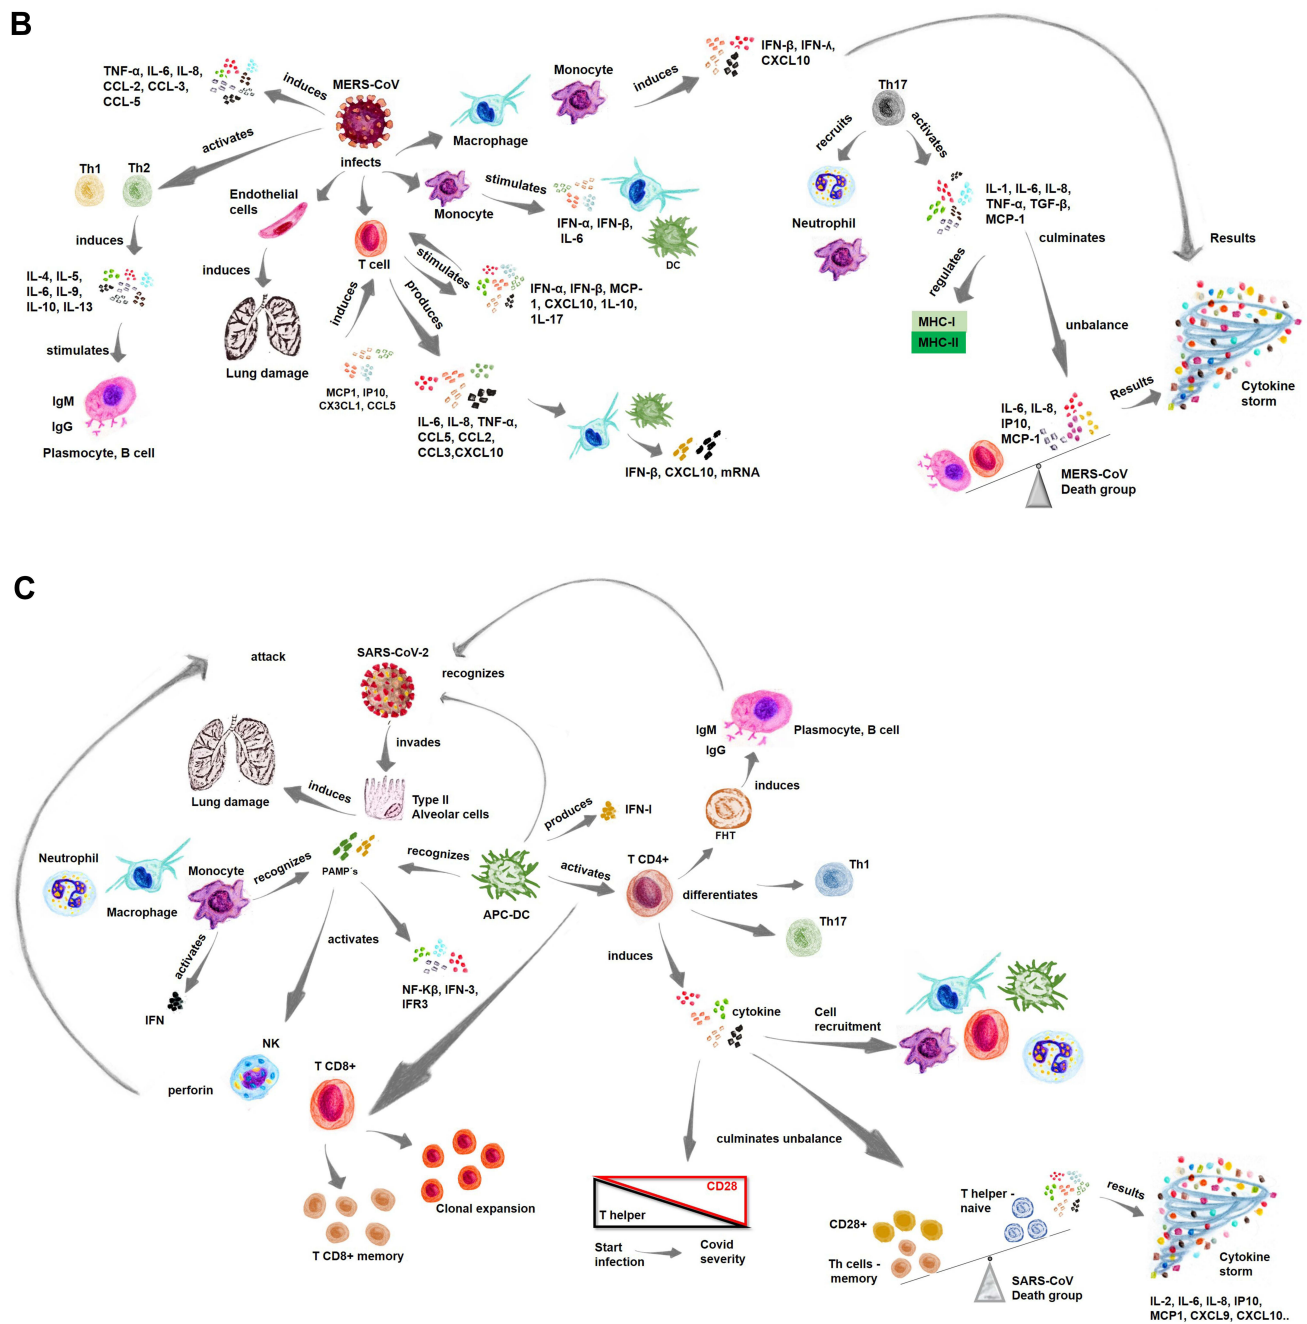 B
TNF-α, IL-6, IL-8,
CCL-2, CCL-3,
CCL-5
induces
MERS-CoV
activates
infects
Th1
Th2
induces
IL-4, IL-5,
IL-6, IL-9,
IL-10, IL-13
stimulates
IgM
IgG
Plasmocyte, B cell
Endothelial
cells
induces
Lung damage
T cell
induces
MCP1, IP10,
CX3CL1, CCL5
produces
stimulates
IL-6, IL-8, TNF-α,
CCL5, CCL2,
CCL3,CXCL10
IFN-α, IFN-β, MCP-
1, CXCL10, 1L-10,
1L-17
IFN-β, CXCL10, mRNA
Macrophage
Monocyte
induces
IFN-β, IFN-ʎ,
CXCL10
Monocyte
stimulates
IFN-α, IFN-β,
IL-6
DC
Th17
recruits
activates
Neutrophil
IL-1, IL-6, IL-8,
TNF-α, TGF-β,
MCP-1
culminates
regulates
MHC-I
MHC-II
unbalance
Results
IL-6, IL-8,
IP10,
MCP-1
Results
Cytokine
storm
MERS-CoV
Death group
C
attack
SARS-CoV-2
recognizes
invades
Type II
Alveolar cells
induces
Lung damage
Neutrophil
Macrophage
Monocyte
recognizes
PAMP´s
recognizes
APC-DC
produces
IFN-I
activates
T CD4+
FHT
induces
IgM
IgG
Plasmocyte, B cell
differentiates
Th1
Th17
activates
IFN
activates
NF-Kβ, IFN-3,
IFR3
NK
perforin
T CD8+
T CD8+ memory
Clonal expansion
induces
cytokine
Cell
recruitment
culminates unbalance
CD28
T helper
Start
infection
Covid
severity
CD28+
Th cells -
memory
T helper -
naive
SARS-CoV
Death group
results
Cytokine
storm
IL-2, IL-6, IL-8, IP10,
MCP1, CXCL9, CXCL10..